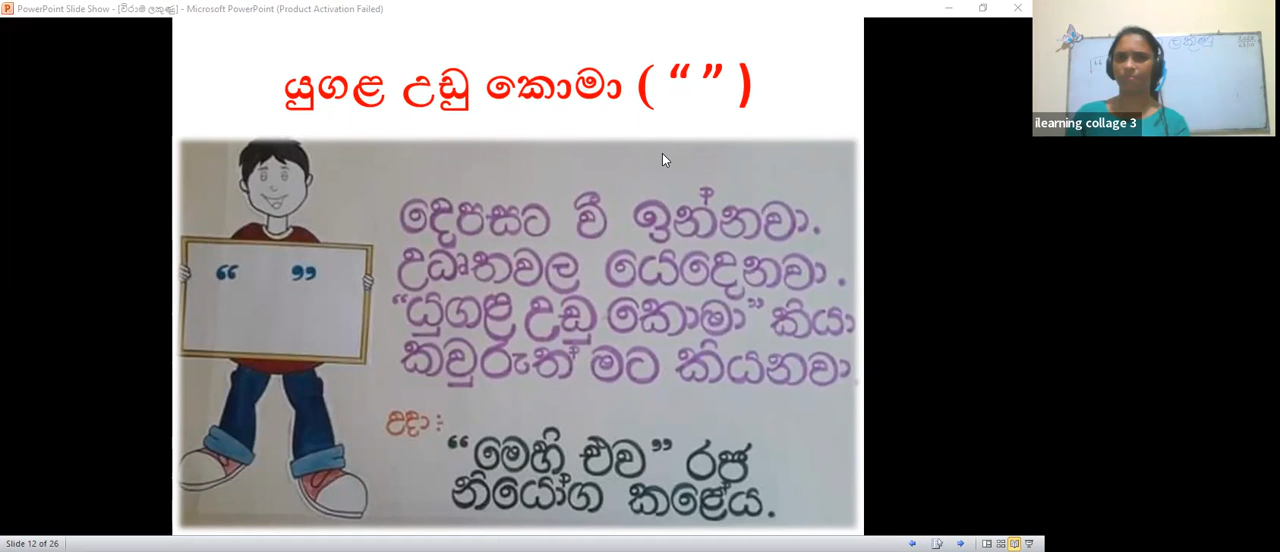 PowerPoint Slide Show - [විරාම ලකුණු] - Microsoft PowerPoint (Product Activation Failed)
යුගළ උඩු කොමා ( “ ” )
“ ”
දෙපසට වී ඉන්නවා.
උධෘතවල යෙදෙනවා.
“යුගළ උඩු කොමා” කියා
කවුරුත් මට කියනවා.
උදා :
“මෙහි එව” රජ
නියෝග කළේය.
ilearning collage 3
Slide 12 of 26